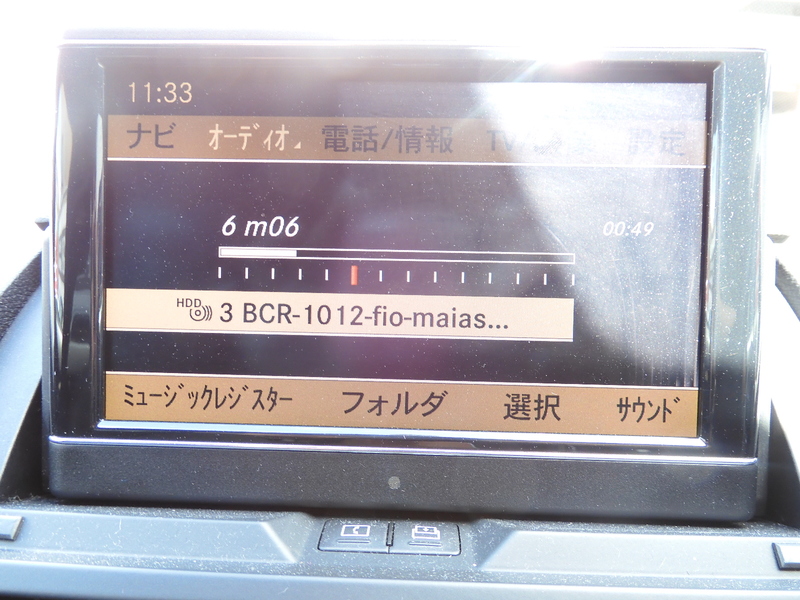 11:33
ナビ オーディオ 電話/情報 TV 設定
6 m06 00:49
HDD 3 BCR-1012-fio-maias...
ミュージックレジスター フォルダ 選択 サウンド